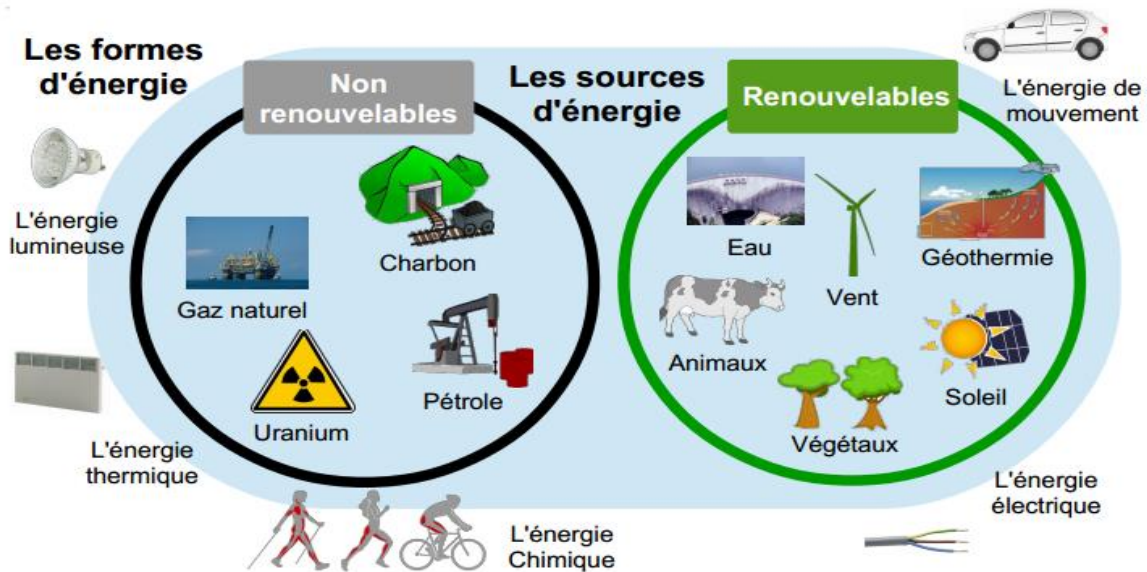 Les formes
d'énergie
Non
renouvelables
Les sources
d'énergie
Renouvelables
L'énergie de
mouvement
L'énergie
lumineuse
Charbon
Gaz naturel
Eau
Vent
Géothermie
Animaux
Soleil
Pétrole
Uranium
Végétaux
L'énergie
thermique
L'énergie
électrique
L'énergie
Chimique